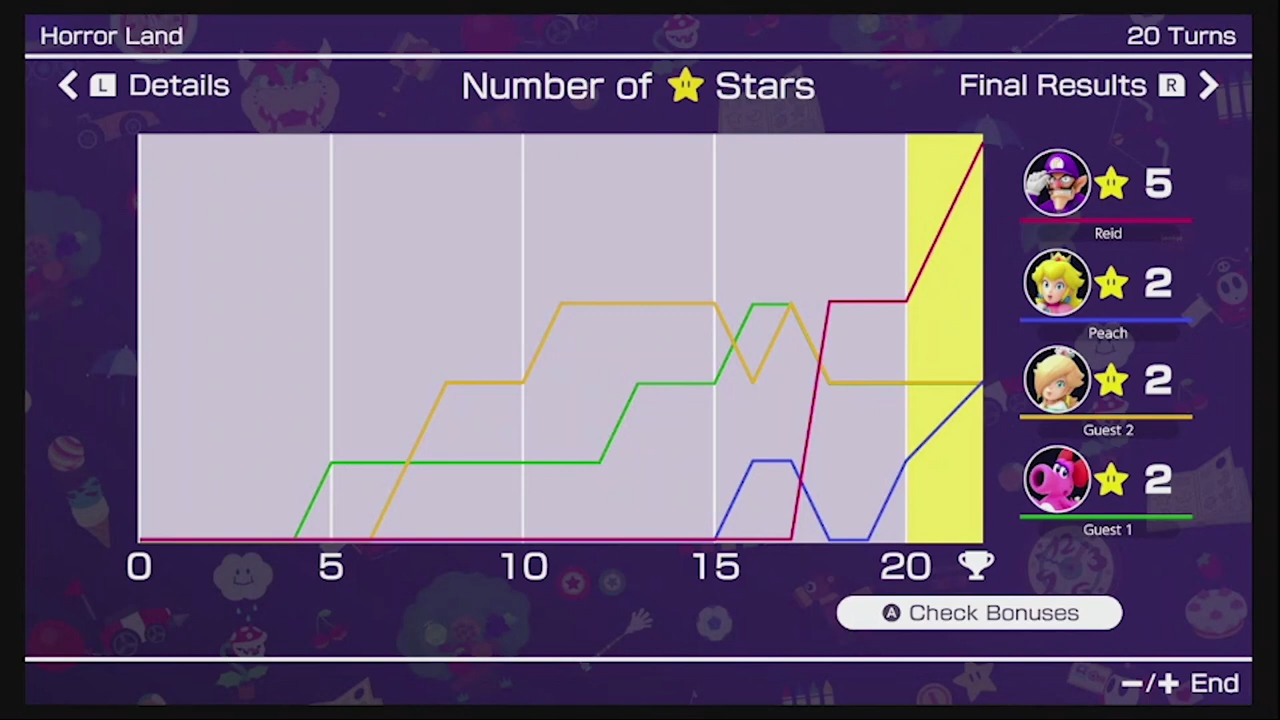 Horror Land
20 Turns
L Details
Number of Stars
Final Results R
5
Reid
2
Peach
2
Guest 2
2
Guest 1
0 5 10 15 20
A Check Bonuses
−/+ End